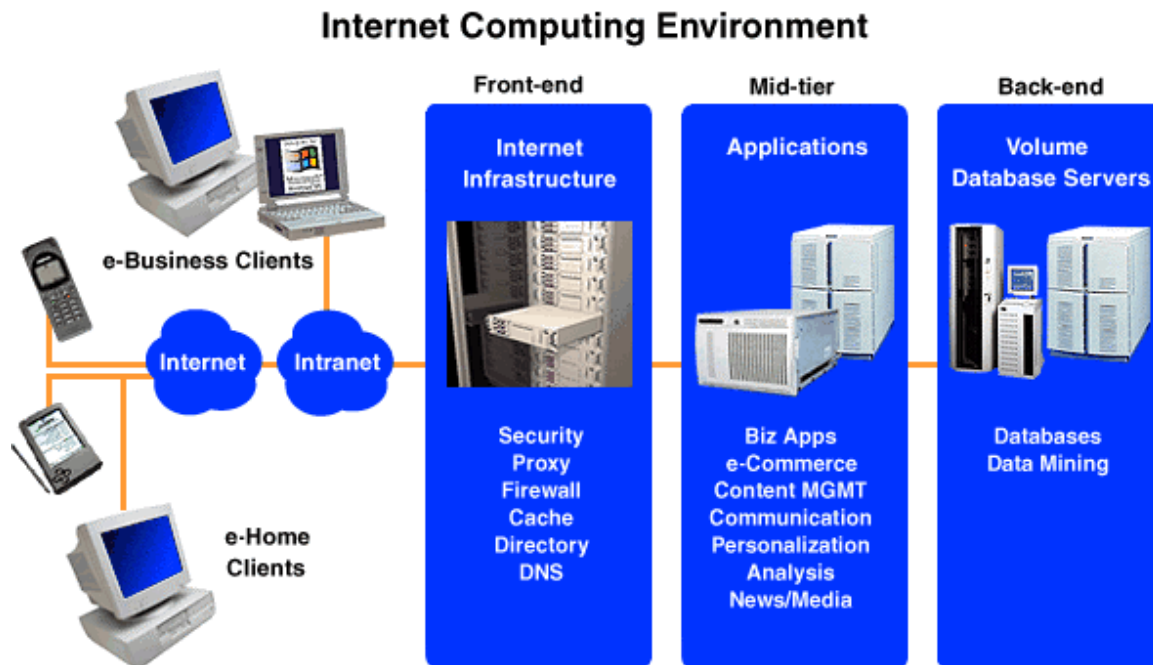 Internet Computing Environment
Front-end
Mid-tier
Back-end
e-Business Clients
Internet
Intranet
e-Home
Clients
Internet
Infrastructure
Security
Proxy
Firewall
Cache
Directory
DNS
Applications
Biz Apps
e-Commerce
Content MGMT
Communication
Personalization
Analysis
News/Media
Volume
Database Servers
Databases
Data Mining